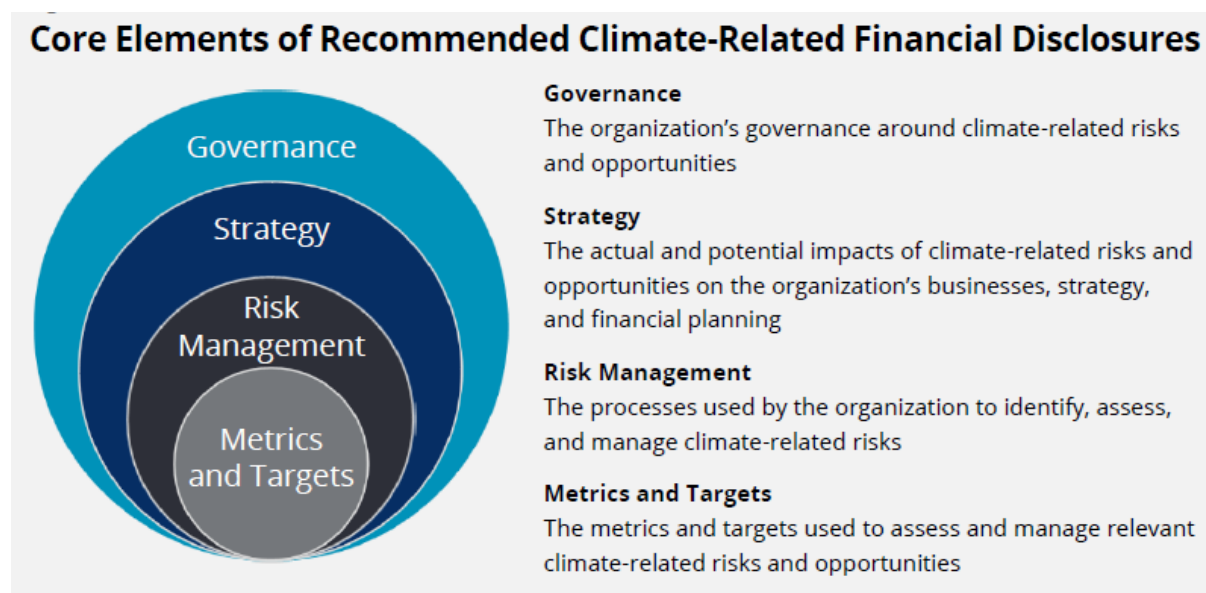 Core Elements of Recommended Climate-Related Financial Disclosures
Governance
Strategy
Risk
Management
Metrics
and Targets
Governance
The organization’s governance around climate-related risks
and opportunities
Strategy
The actual and potential impacts of climate-related risks and
opportunities on the organization’s businesses, strategy,
and financial planning
Risk Management
The processes used by the organization to identify, assess,
and manage climate-related risks
Metrics and Targets
The metrics and targets used to assess and manage relevant
climate-related risks and opportunities